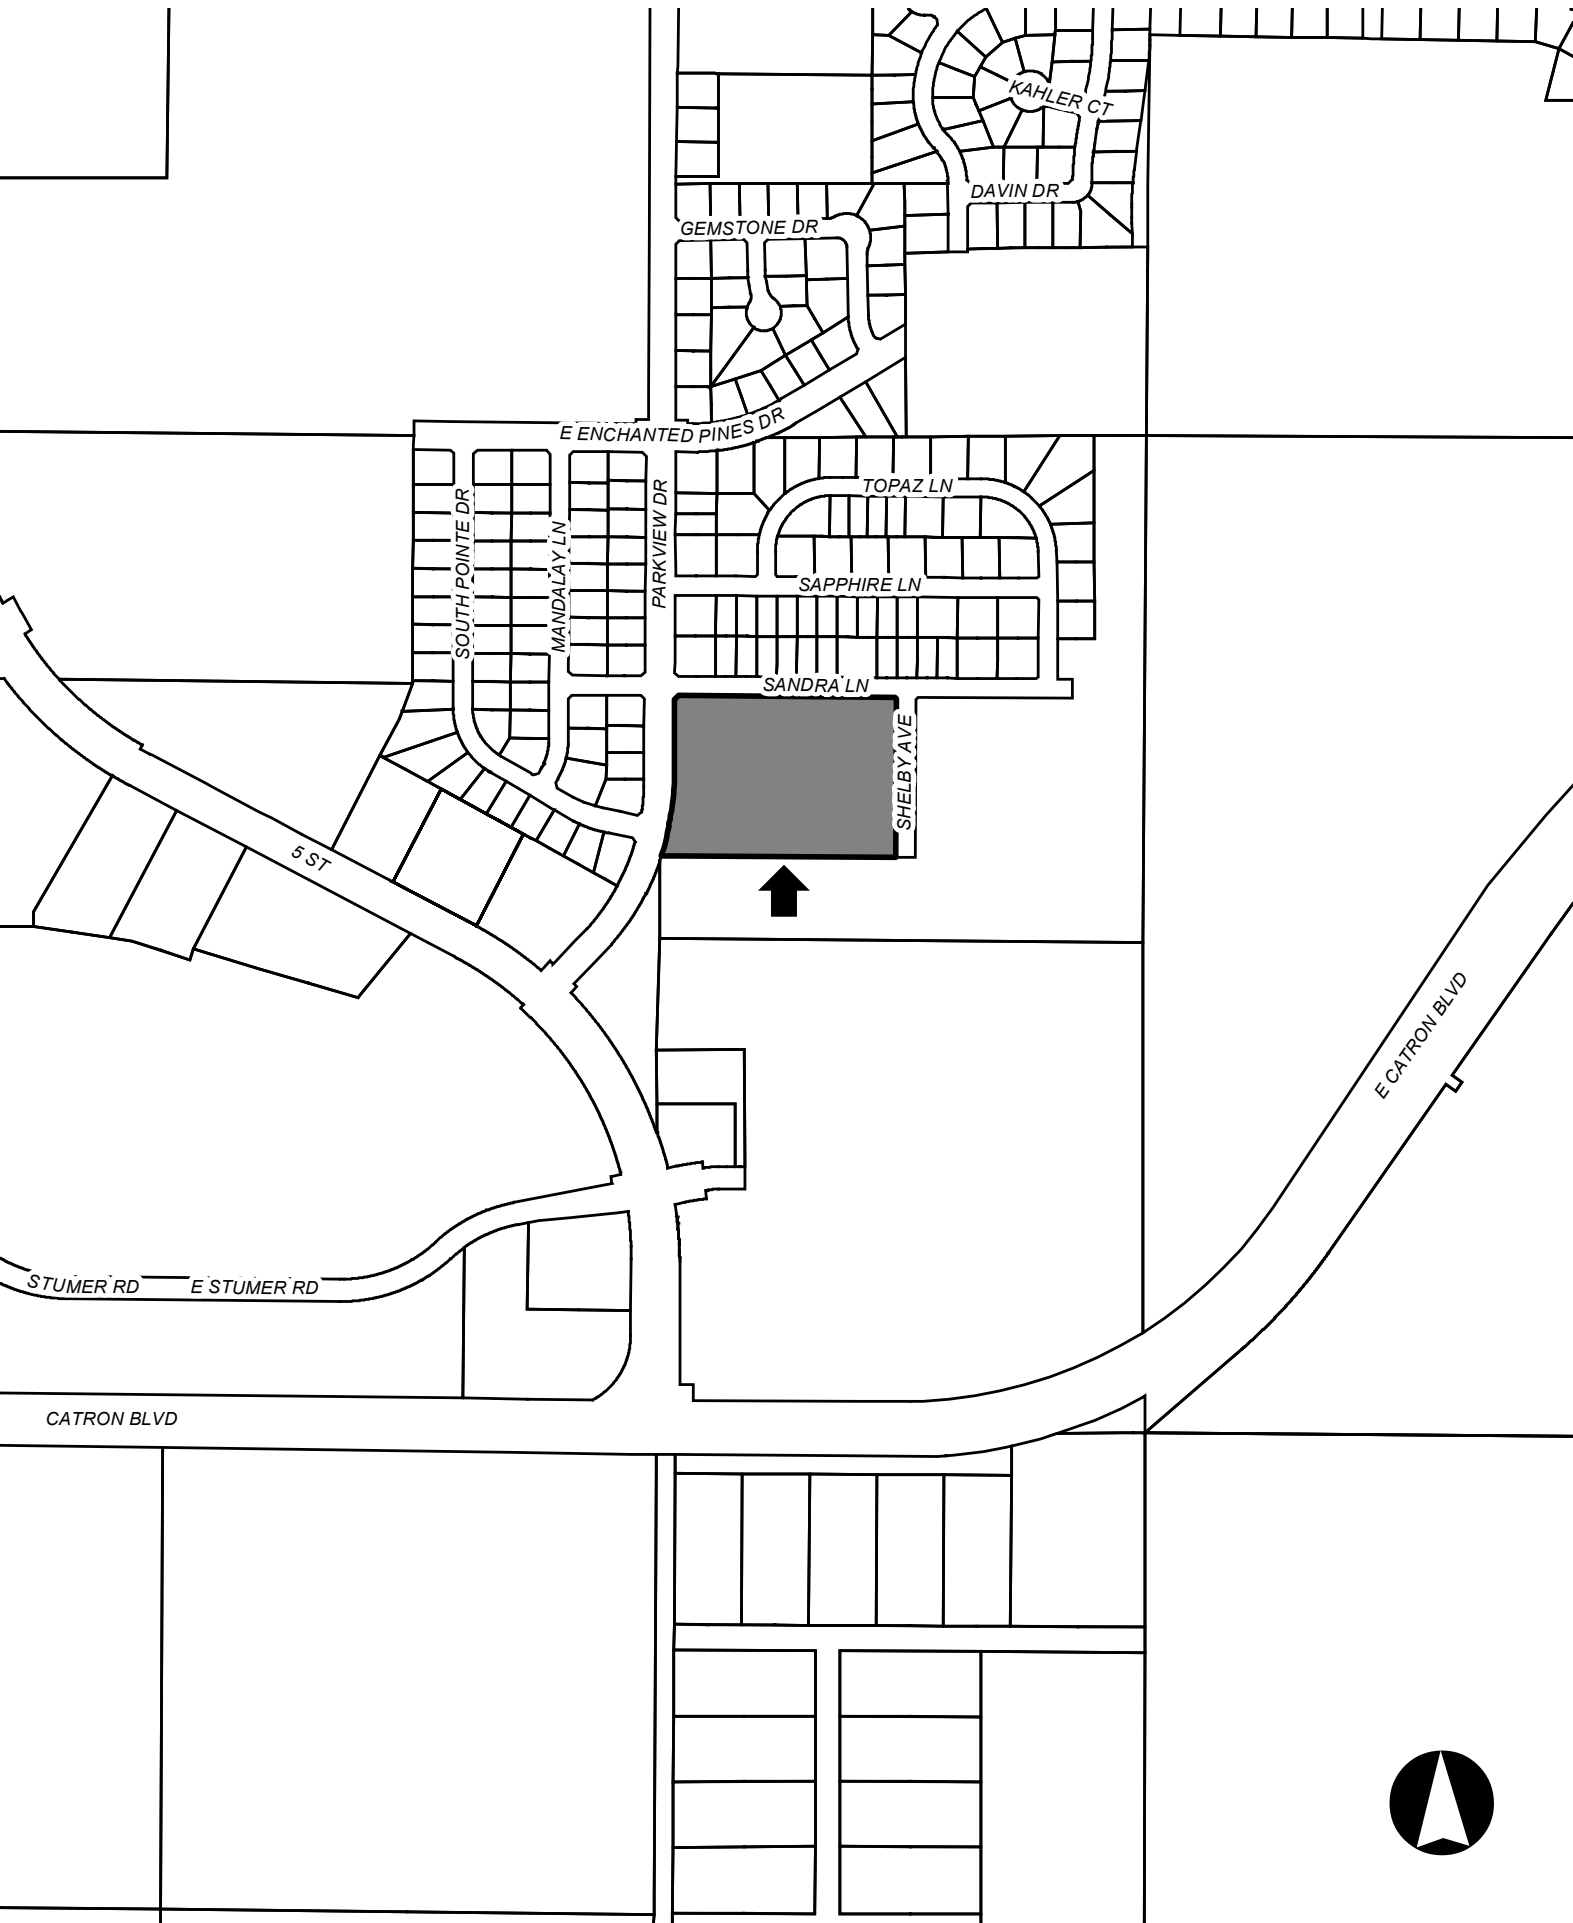 KAHLER CT
DAVIN DR
GEMSTONE DR
E ENCHANTED PINES DR
TOPAZ LN
SOUTH POINTE DR
MANDALAY LN
PARKVIEW DR
SAPPHIRE LN
SANDRA LN
SHELBY AVE
5 ST
E CATRON BLVD
STUMER RD
E STUMER RD
CATRON BLVD